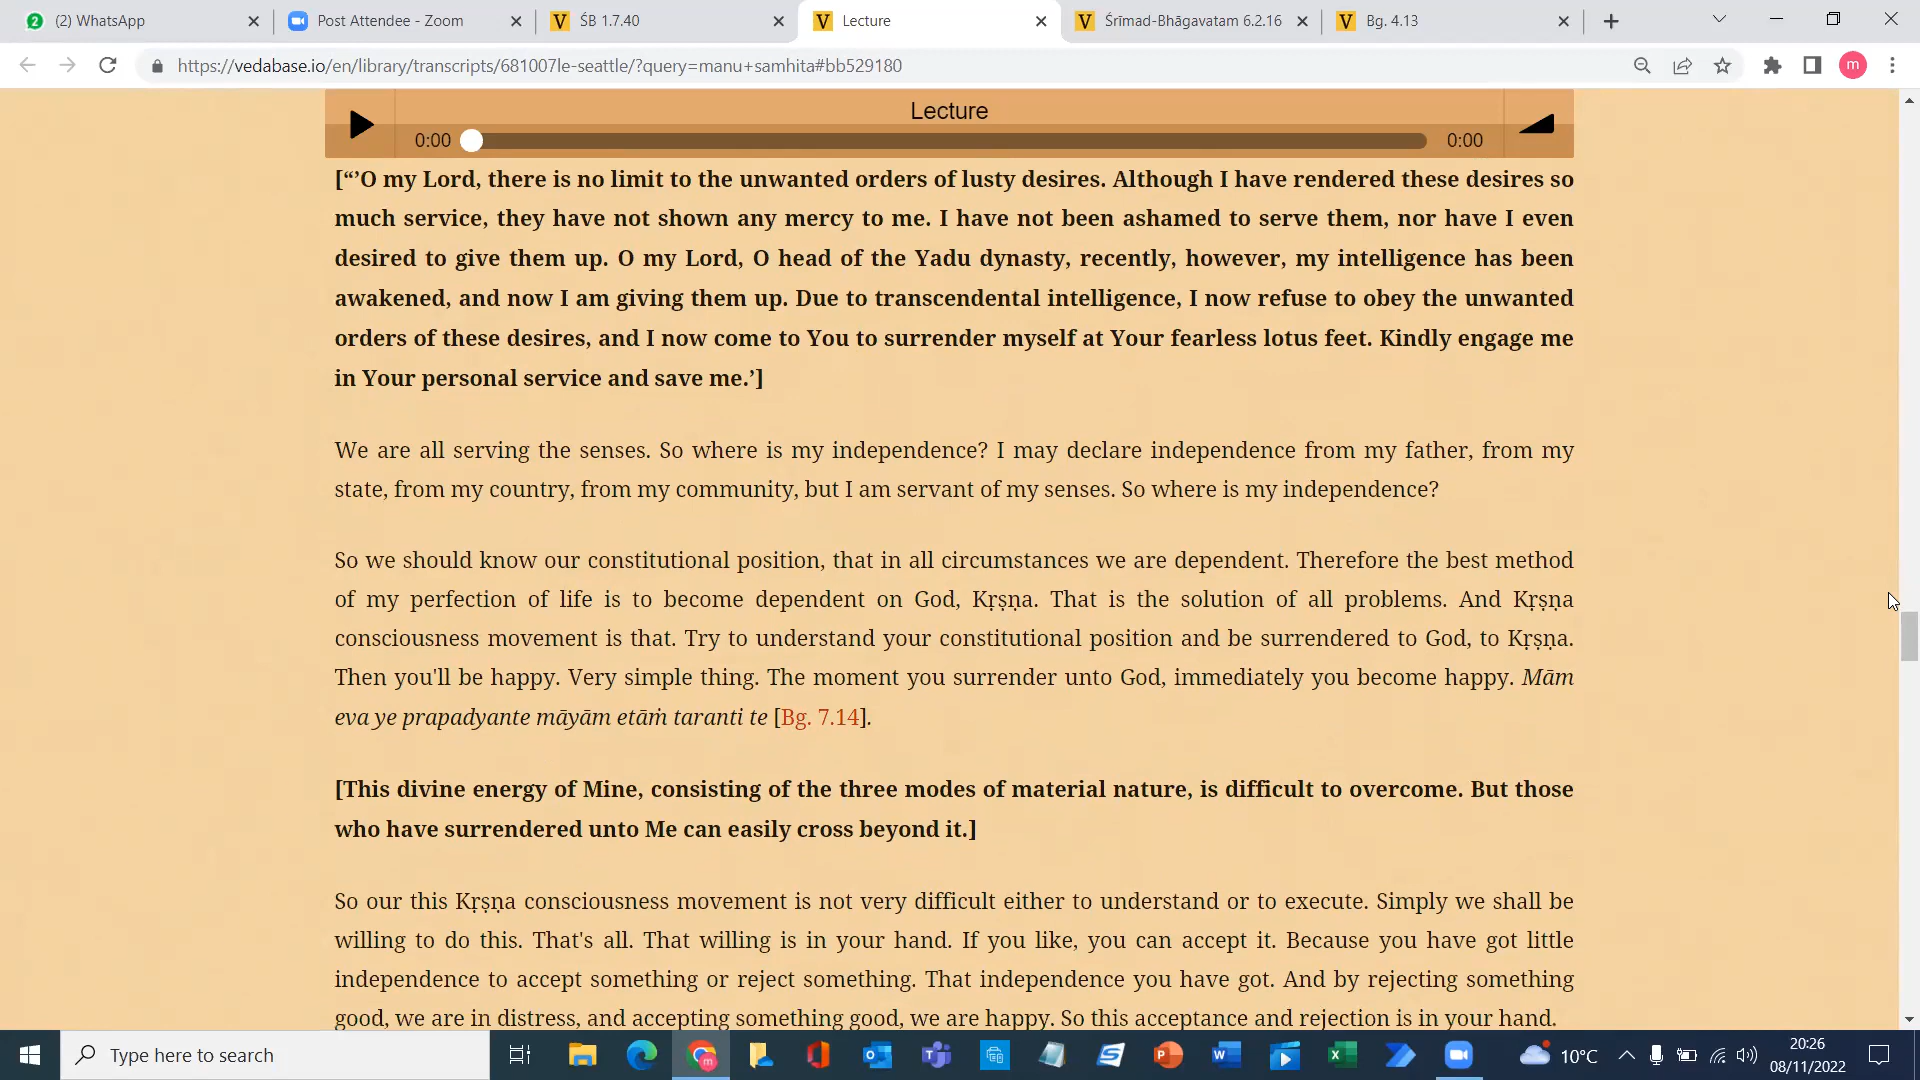 (2) WhatsApp
Post Attendee - Zoom
V ŚB 1.7.40
V Lecture
V Śrīmad-Bhāgavatam 6.2.16
V Bg. 4.13
https://vedabase.io/en/library/transcripts/681007le-seattle/?query=manu+samhita#bb529180
m
Lecture
0:00
0:00
[“’O my Lord, there is no limit to the unwanted orders of lusty desires. Although I have rendered these desires so
much service, they have not shown any mercy to me. I have not been ashamed to serve them, nor have I even
desired to give them up. O my Lord, O head of the Yadu dynasty, recently, however, my intelligence has been
awakened, and now I am giving them up. Due to transcendental intelligence, I now refuse to obey the unwanted
orders of these desires, and I now come to You to surrender myself at Your fearless lotus feet. Kindly engage me
in Your personal service and save me.’]
We are all serving the senses. So where is my independence? I may declare independence from my father, from my
state, from my country, from my community, but I am servant of my senses. So where is my independence?
So we should know our constitutional position, that in all circumstances we are dependent. Therefore the best method
of my perfection of life is to become dependent on God, Kṛṣṇa. That is the solution of all problems. And Kṛṣṇa
consciousness movement is that. Try to understand your constitutional position and be surrendered to God, to Kṛṣṇa.
Then you'll be happy. Very simple thing. The moment you surrender unto God, immediately you become happy. Mām
eva ye prapadyante māyām etāṁ taranti te [Bg. 7.14].
[This divine energy of Mine, consisting of the three modes of material nature, is difficult to overcome. But those
who have surrendered unto Me can easily cross beyond it.]
So our this Kṛṣṇa consciousness movement is not very difficult either to understand or to execute. Simply we shall be
willing to do this. That's all. That willing is in your hand. If you like, you can accept it. Because you have got little
independence to accept something or reject something. That independence you have got. And by rejecting something
good, we are in distress, and accepting something good, we are happy. So this acceptance and rejection is in your hand.
Type here to search
10°C
20:26
08/11/2022